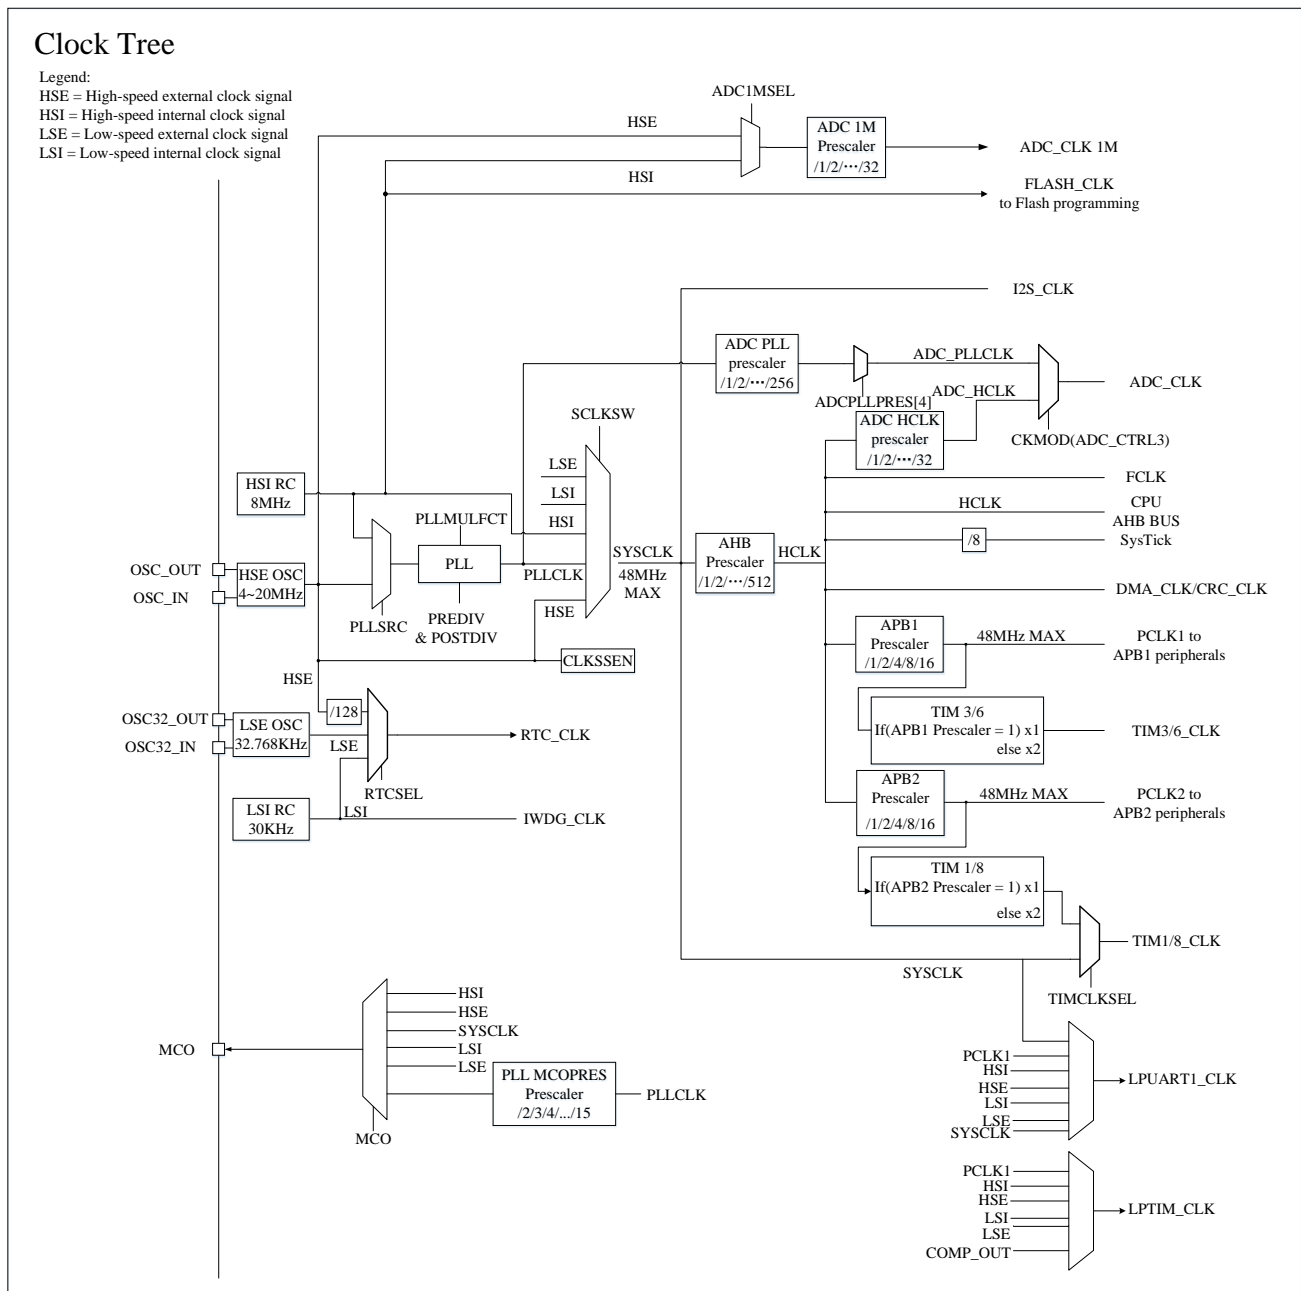 Clock Tree
Legend:
HSE = High-speed external clock signal
HSI = High-speed internal clock signal
LSE = Low-speed external clock signal
LSI = Low-speed internal clock signal
ADC1MSEL
HSE
ADC 1M
Prescaler
/1/2/⋯/32
ADC_CLK 1M
HSI
FLASH_CLK
to Flash programming
I2S_CLK
ADC PLL
prescaler
/1/2/⋯/256
ADC_PLLCLK
ADC_CLK
ADCPLLPRES[4]
ADC_HCLK
ADC HCLK
prescaler
/1/2/⋯/32
CKMOD(ADC_CTRL3)
SCLKSW
LSE
LSI
HSI
HSI RC
8MHz
PLLMULFCT
PLL
PLLCLK
HSE
SYSCLK
48MHz
MAX
AHB
Prescaler
/1/2/⋯/512
HCLK
FCLK
HCLK
CPU
AHB BUS
/8
SysTick
DMA_CLK/CRC_CLK
OSC_OUT
OSC_IN
HSE OSC
4~20MHz
PLLSRC
PREDIV
& POSTDIV
CLKSSEN
APB1
Prescaler
/1/2/4/8/16
48MHz MAX
PCLK1 to
APB1 peripherals
HSE
/128
OSC32_OUT
OSC32_IN
LSE OSC
32.768KHz
LSE
RTC_CLK
RTCSEL
TIM 3/6
If(APB1 Prescaler = 1) x1
else x2
TIM3/6_CLK
LSI RC
30KHz
LSI
IWDG_CLK
APB2
Prescaler
/1/2/4/8/16
48MHz MAX
PCLK2 to
APB2 peripherals
TIM 1/8
If(APB2 Prescaler = 1) x1
else x2
TIM1/8_CLK
SYSCLK
TIMCLKSEL
HSI
HSE
SYSCLK
LSI
LSE
MCO
PLL MCOPRES
Prescaler
/2/3/4/.../15
PLLCLK
MCO
PCLK1
HSI
HSE
LSI
LSE
SYSCLK
LPUART1_CLK
PCLK1
HSI
HSE
LSI
LSE
COMP_OUT
LPTIM_CLK